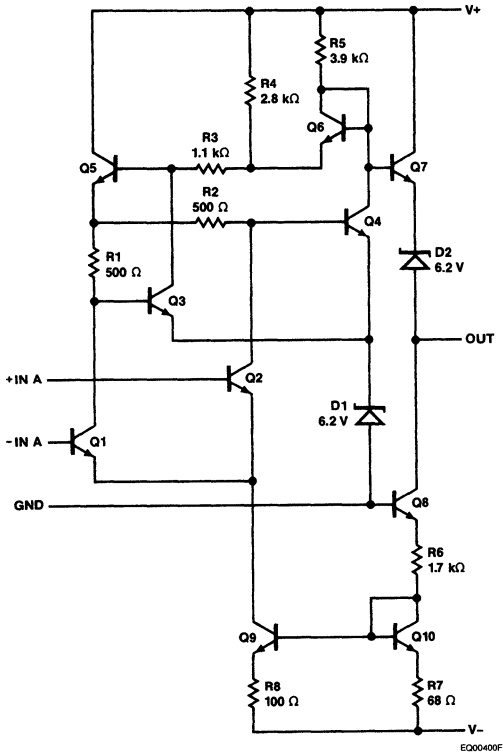 V+
R5
3.9 kΩ
R4
2.8 kΩ
Q6
R3
1.1 kΩ
Q5
Q7
R2
500 Ω
Q4
R1
500 Ω
D2
6.2 V
Q3
OUT
+IN A
Q2
D1
6.2 V
-IN A
Q1
GND
Q8
R6
1.7 kΩ
Q9
Q10
R8
100 Ω
R7
68 Ω
V-
EQ00400F